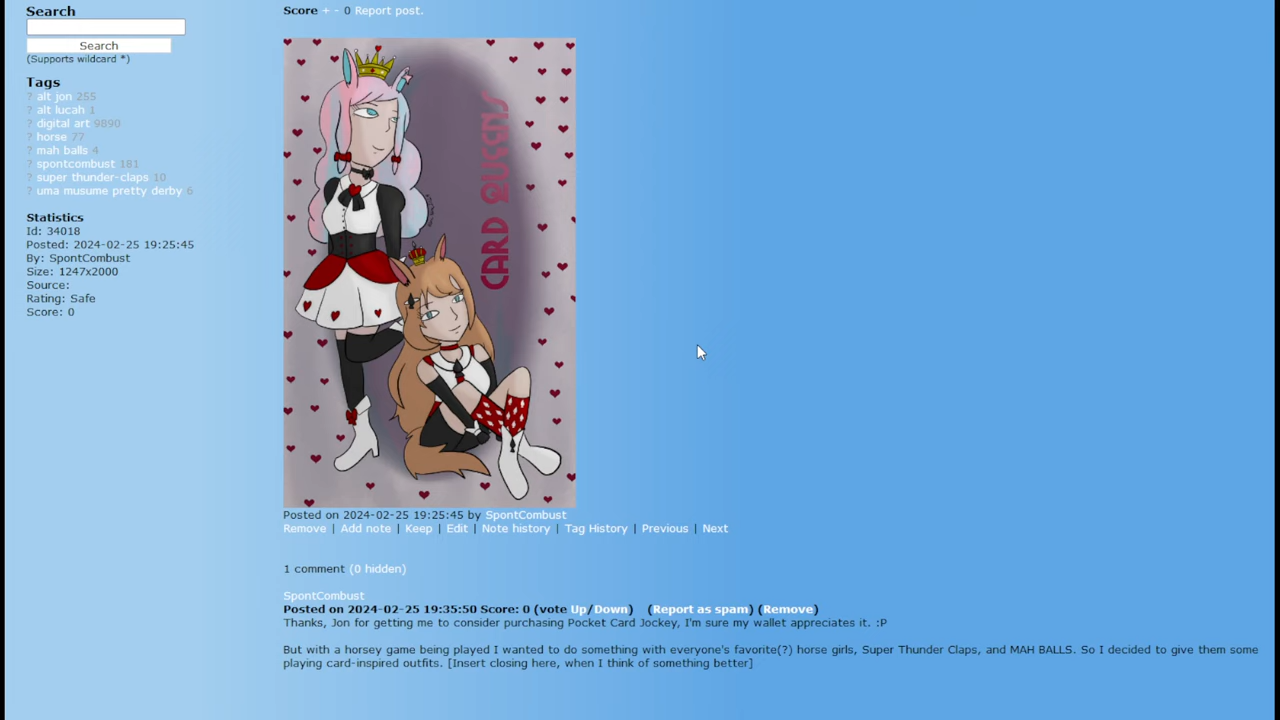 Search
Search
(Supports wildcard *)
Tags
? alt jon 255
? alt lucah 1
? digital art 9890
? horse 77
? mah balls 4
? spontcombust 181
? super thunder-claps 10
? uma musume pretty derby 6
Statistics
Id: 34018
Posted: 2024-02-25 19:25:45
By: SpontCombust
Size: 1247x2000
Source:
Rating: Safe
Score: 0
Score + - 0 Report post.
CARD QUEENS
Posted on 2024-02-25 19:25:45 by SpontCombust
Remove | Add note | Keep | Edit | Note history | Tag History | Previous | Next
1 comment (0 hidden)
SpontCombust
Posted on 2024-02-25 19:35:50 Score: 0 (vote Up/Down) (Report as spam) (Remove)
Thanks, Jon for getting me to consider purchasing Pocket Card Jockey, I'm sure my wallet appreciates it. :P
But with a horsey game being played I wanted to do something with everyone's favorite(?) horse girls, Super Thunder Claps, and MAH BALLS. So I decided to give them some
playing card-inspired outfits. [Insert closing here, when I think of something better]